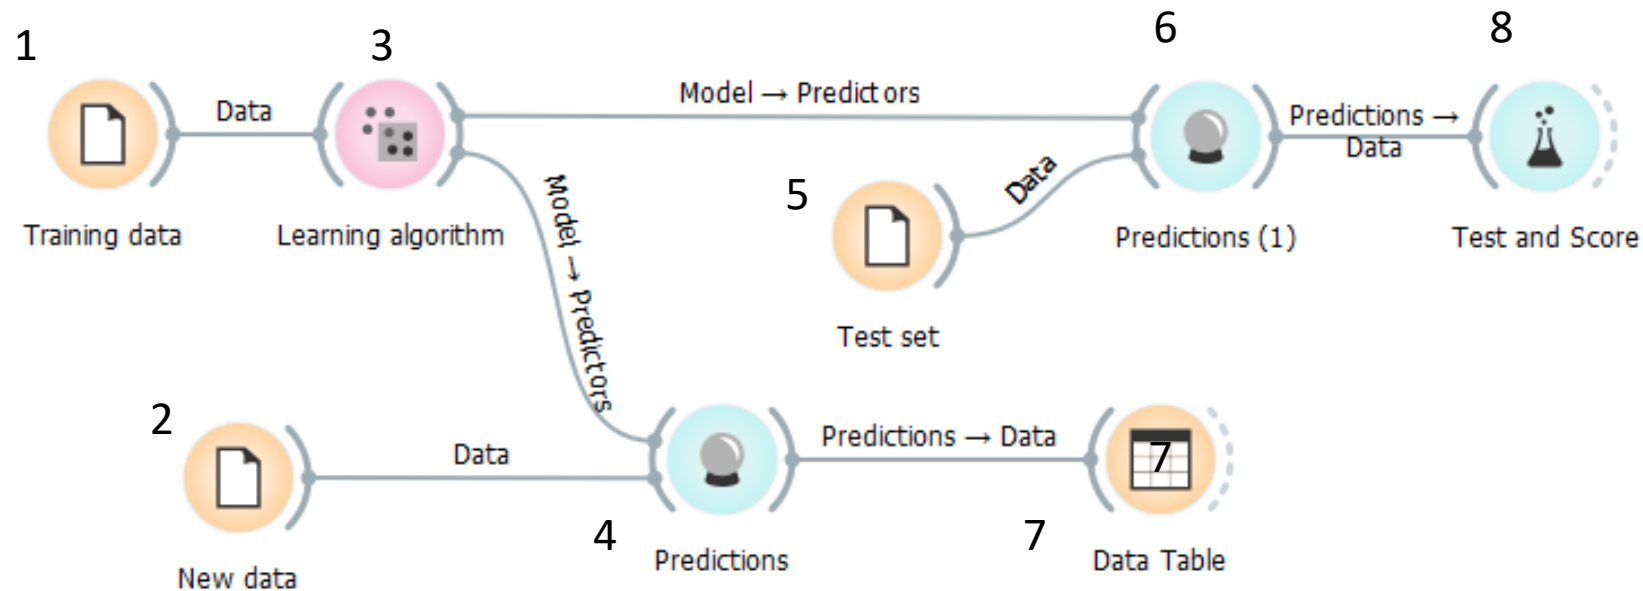 1
3
6
8
Data
Model → Predictors
Predictions →
Data
Training data
Learning algorithm
5
Data
Predictions (1)
Test and Score
Model → Predictors
Test set
2
Data
Predictions → Data
7
4
7
New data
Predictions
Data Table